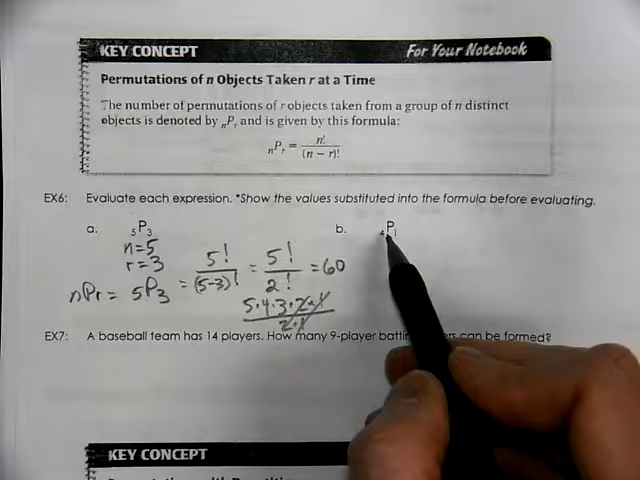 KEY CONCEPT For Your Notebook
Permutations of n Objects Taken r at a Time
The number of permutations of r objects taken from a group of n distinct
objects is denoted by ₙPᵣ and is given by this formula:
ₙPᵣ = n! / (n − r)!
EX6: Evaluate each expression. *Show the values substituted into the formula before evaluating.
a. ₅P₃ b. ₄P₁
n=5
r=3
nPr = 5P3 = 5! / (5-3)! = 5! / 2! = 60
5·4·3·2·1 / 2·1
EX7: A baseball team has 14 players. How many 9-player can be formed?
KEY CONCEPT